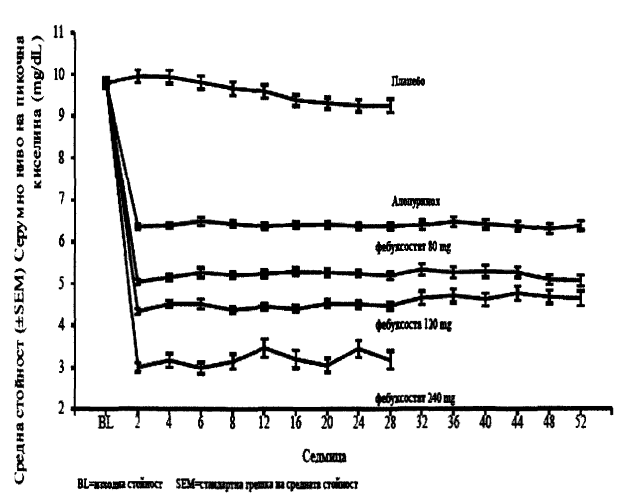 Средна стойност (±SEM) Серумно ниво на пикочна
киселина (mg/dL)
11
10
9
8
7
6
5
4
3
2
Плацебо
Алопуринол
фебуксостат 80 mg
фебуксоста 120 mg
фебуксостат 240 mg
BL 2 4 6 8 12 16 20 24 28 32 36 40 44 48 52
Седмица
BL=изходна стойност SEM=стандартна грешка на средната стойност